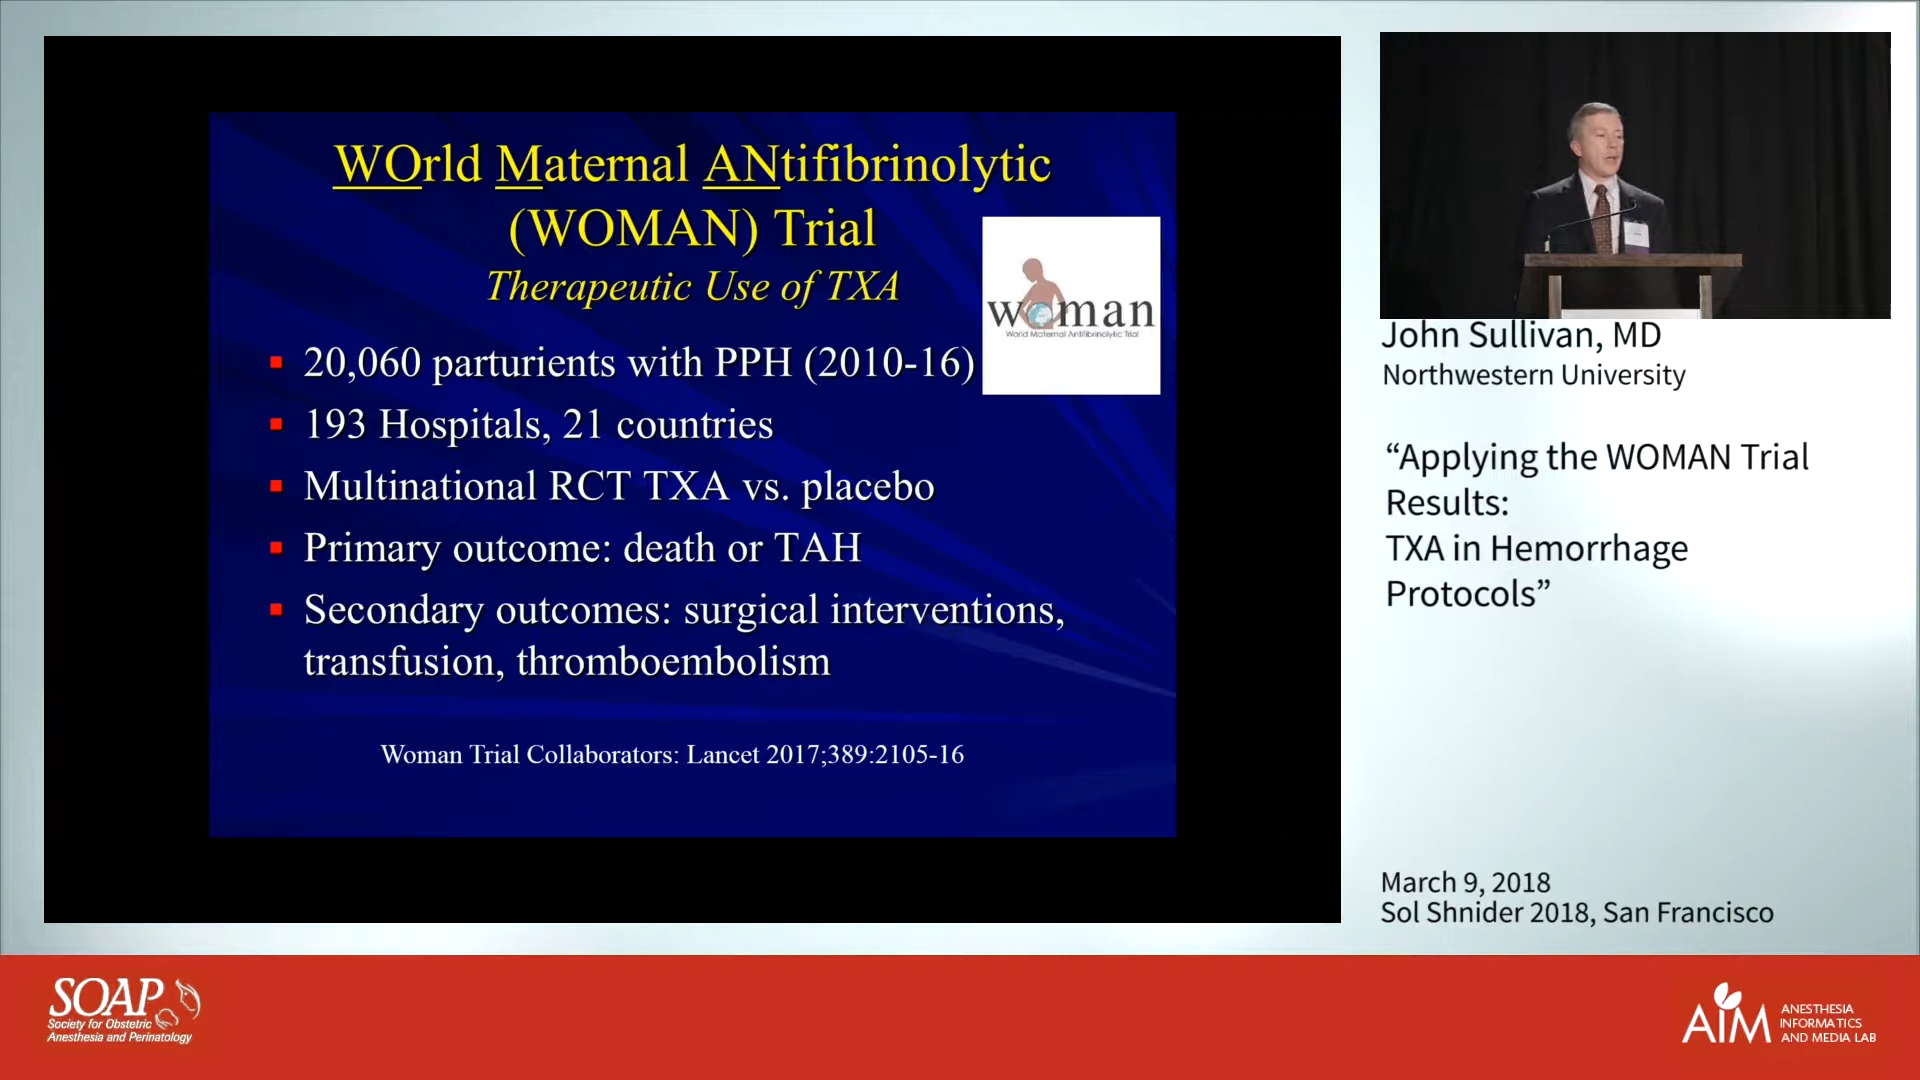 WOrld Maternal ANtifibrinolytic
(WOMAN) Trial
Therapeutic Use of TXA
woman
World Maternal Antifibrinolytic Trial
20,060 parturients with PPH (2010-16)
193 Hospitals, 21 countries
Multinational RCT TXA vs. placebo
Primary outcome: death or TAH
Secondary outcomes: surgical interventions,
transfusion, thromboembolism
Woman Trial Collaborators: Lancet 2017;389:2105-16
John Sullivan, MD
Northwestern University
“Applying the WOMAN Trial
Results:
TXA in Hemorrhage
Protocols”
March 9, 2018
Sol Shnider 2018, San Francisco
SOAP
Society for Obstetric
Anesthesia and Perinatology
AIM
ANESTHESIA
INFORMATICS
AND MEDIA LAB